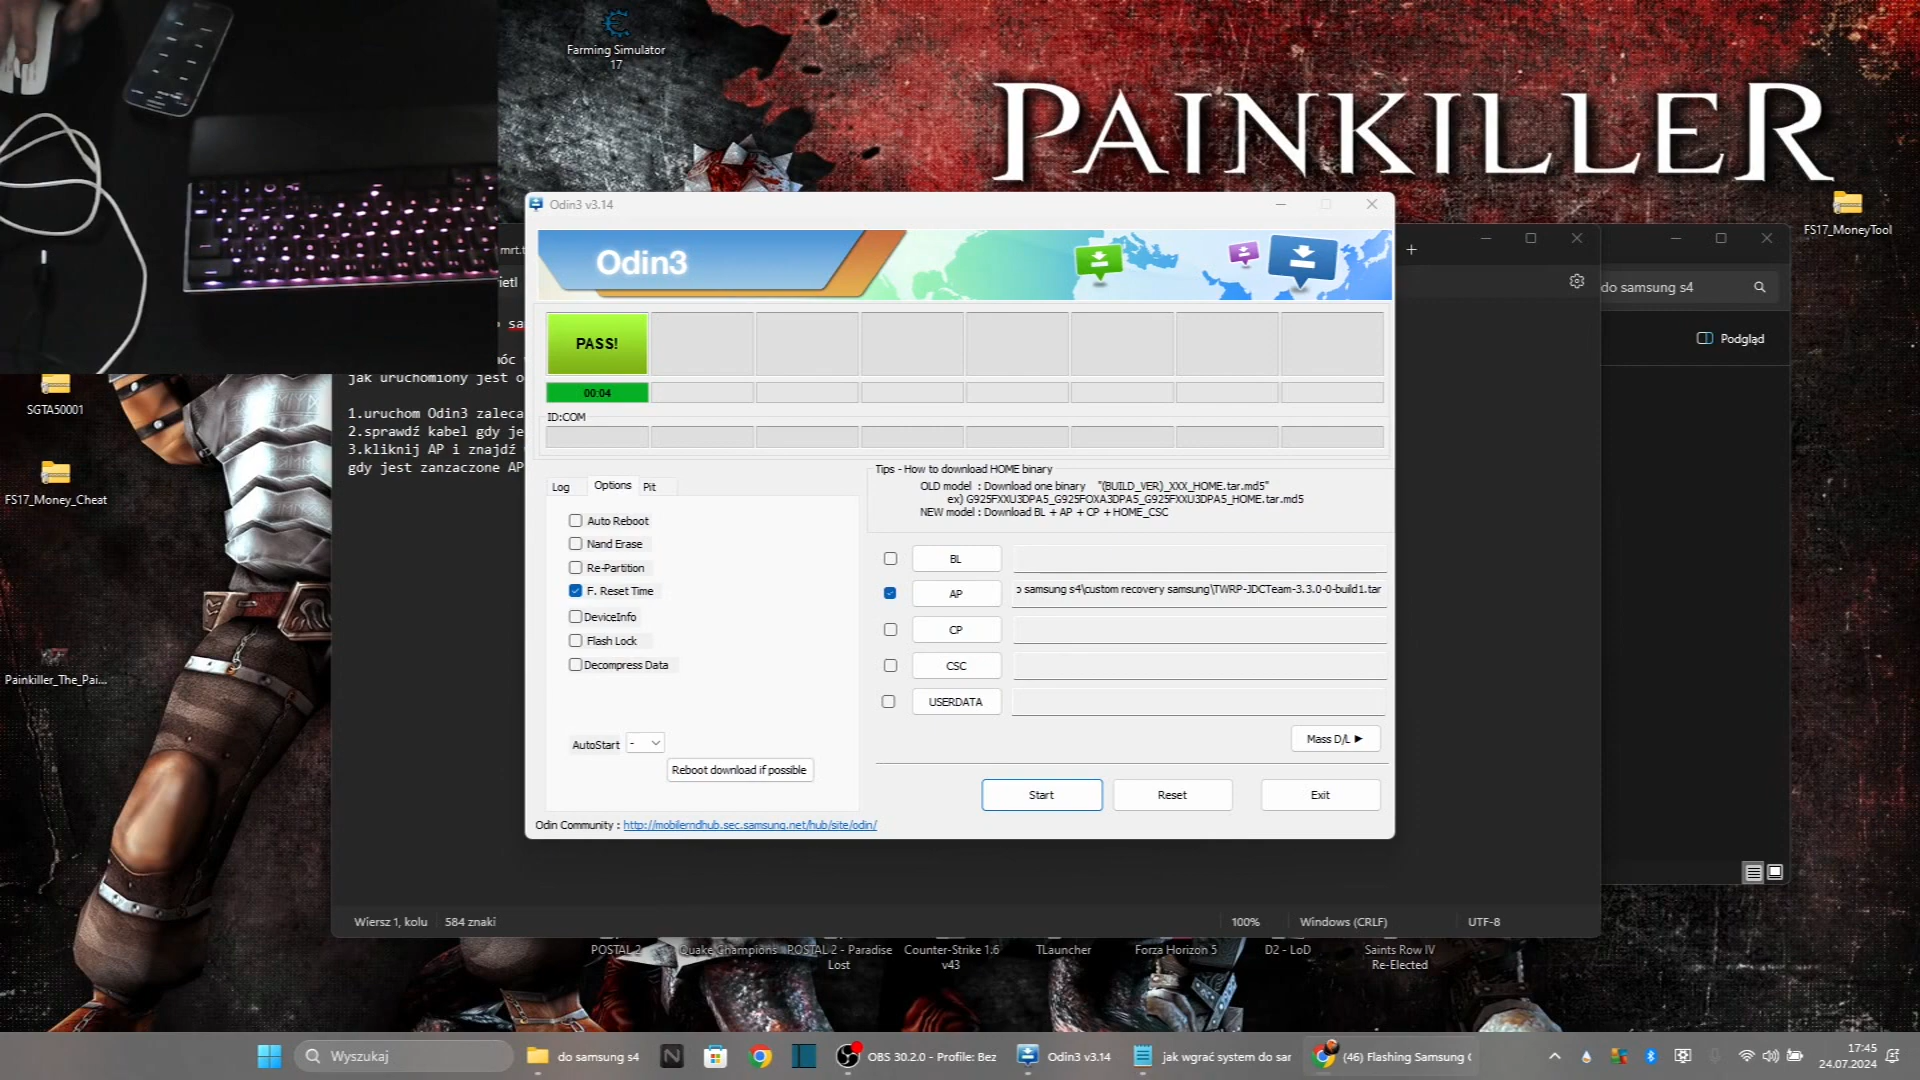 Farming Simulator
17
PAINKILLER
FS17_MoneyTool
SGTA50001
FS17_Money_Cheat
Painkiller_The_Pai...
mrt.t
ietl
sa
óc
jak uruchomiony jest o
1.uruchom Odin3 zaleca
2.sprawdź kabel gdy je
3.kliknij AP i znajdź
gdy jest zanzaczone AP
do samsung s4
Podgląd
Odin3 v3.14
Odin3
PASS!
00:04
ID:COM
Log
Options
Pit
Auto Reboot
Nand Erase
Re-Partition
F. Reset Time
DeviceInfo
Flash Lock
Decompress Data
AutoStart
-
Reboot download if possible
Tips - How to download HOME binary
OLD model : Download one binary "(BUILD_VER)_XXX_HOME.tar.md5"
ex) G925FXXU3DPA5_G925FOXA3DPA5_G925FXXU3DPA5_HOME.tar.md5
NEW model : Download BL + AP + CP + HOME_CSC
BL
AP
samsung s4\custom recovery samsung\TWRP-JDCTeam-3.3.0-0-build1.tar
CP
CSC
USERDATA
Mass D/L ►
Start
Reset
Exit
Odin Community : http://mobilerndhub.sec.samsung.net/hub/site/odin/
Wiersz 1, kolu
584 znaki
100%
Windows (CRLF)
UTF-8
POSTAL 2
Quake Champions
POSTAL 2 - Paradise
Lost
Counter-Strike 1.6
v43
TLauncher
Forza Horizon 5
D2 - LoD
Saints Row IV
Re-Elected
Wyszukaj
do samsung s4
OBS 30.2.0 - Profile: Bez
Odin3 v3.14
jak wgrać system do sar
(46) Flashing Samsung
17:45
24.07.2024